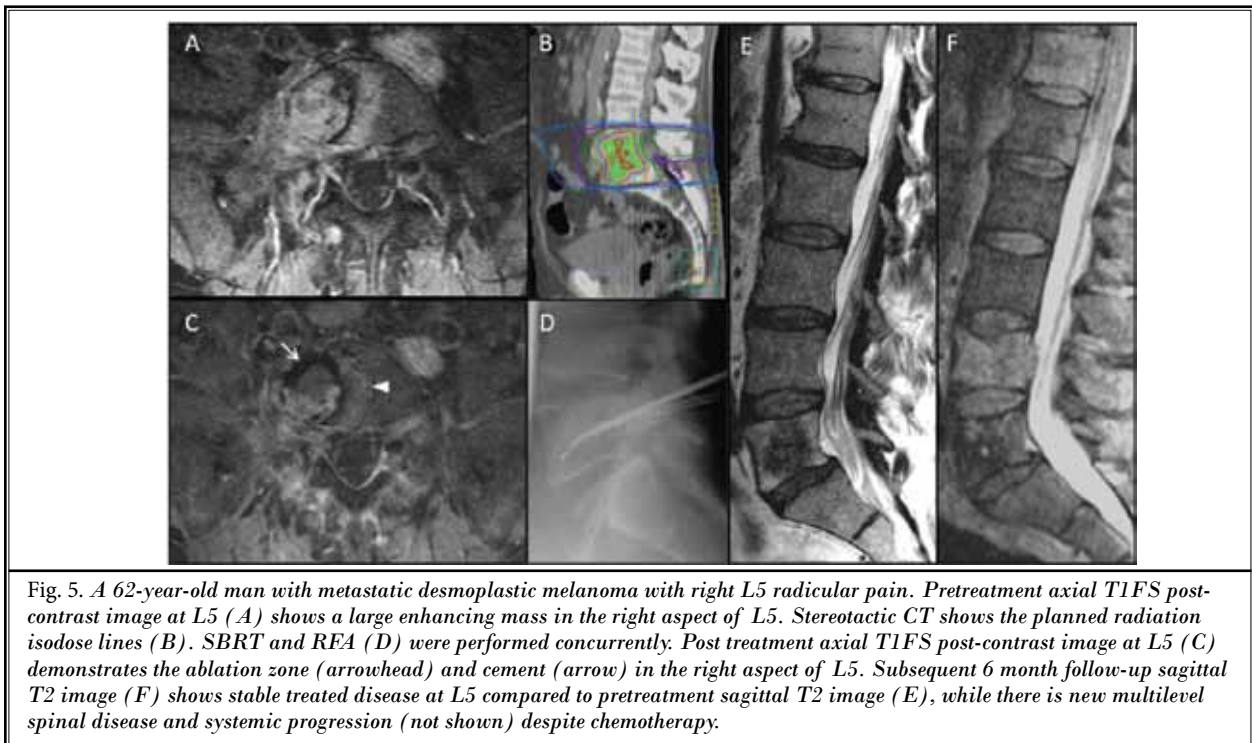 A
B
E
F
C
D
Fig. 5. A 62-year-old man with metastatic desmoplastic melanoma with right L5 radicular pain. Pretreatment axial T1FS post-
contrast image at L5 (A) shows a large enhancing mass in the right aspect of L5. Stereotactic CT shows the planned radiation
isodose lines (B). SBRT and RFA (D) were performed concurrently. Post treatment axial T1FS post-contrast image at L5 (C)
demonstrates the ablation zone (arrowhead) and cement (arrow) in the right aspect of L5. Subsequent 6 month follow-up sagittal
T2 image (F) shows stable treated disease at L5 compared to pretreatment sagittal T2 image (E), while there is new multilevel
spinal disease and systemic progression (not shown) despite chemotherapy.